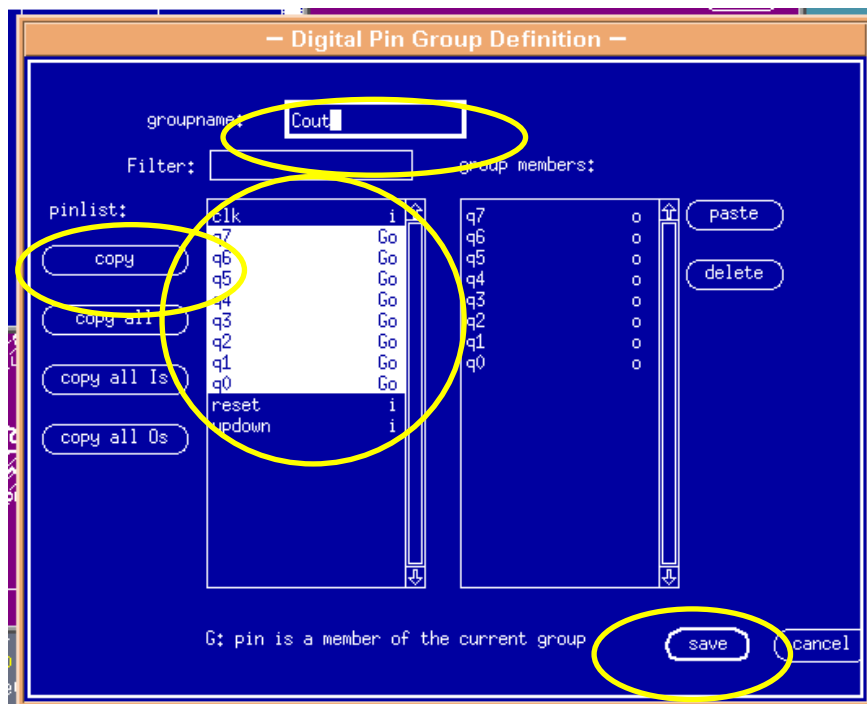 — Digital Pin Group Definition —
groupname: Cout
Filter:
group members:
pinlist:
clk i
q7 Go
q6 Go
q5 Go
q4 Go
q3 Go
q2 Go
q1 Go
q0 Go
reset i
updown i
copy
copy all
copy all Is
copy all Os
q7 o
q6 o
q5 o
q4 o
q3 o
q2 o
q1 o
q0 o
paste
delete
G: pin is a member of the current group
save
cancel